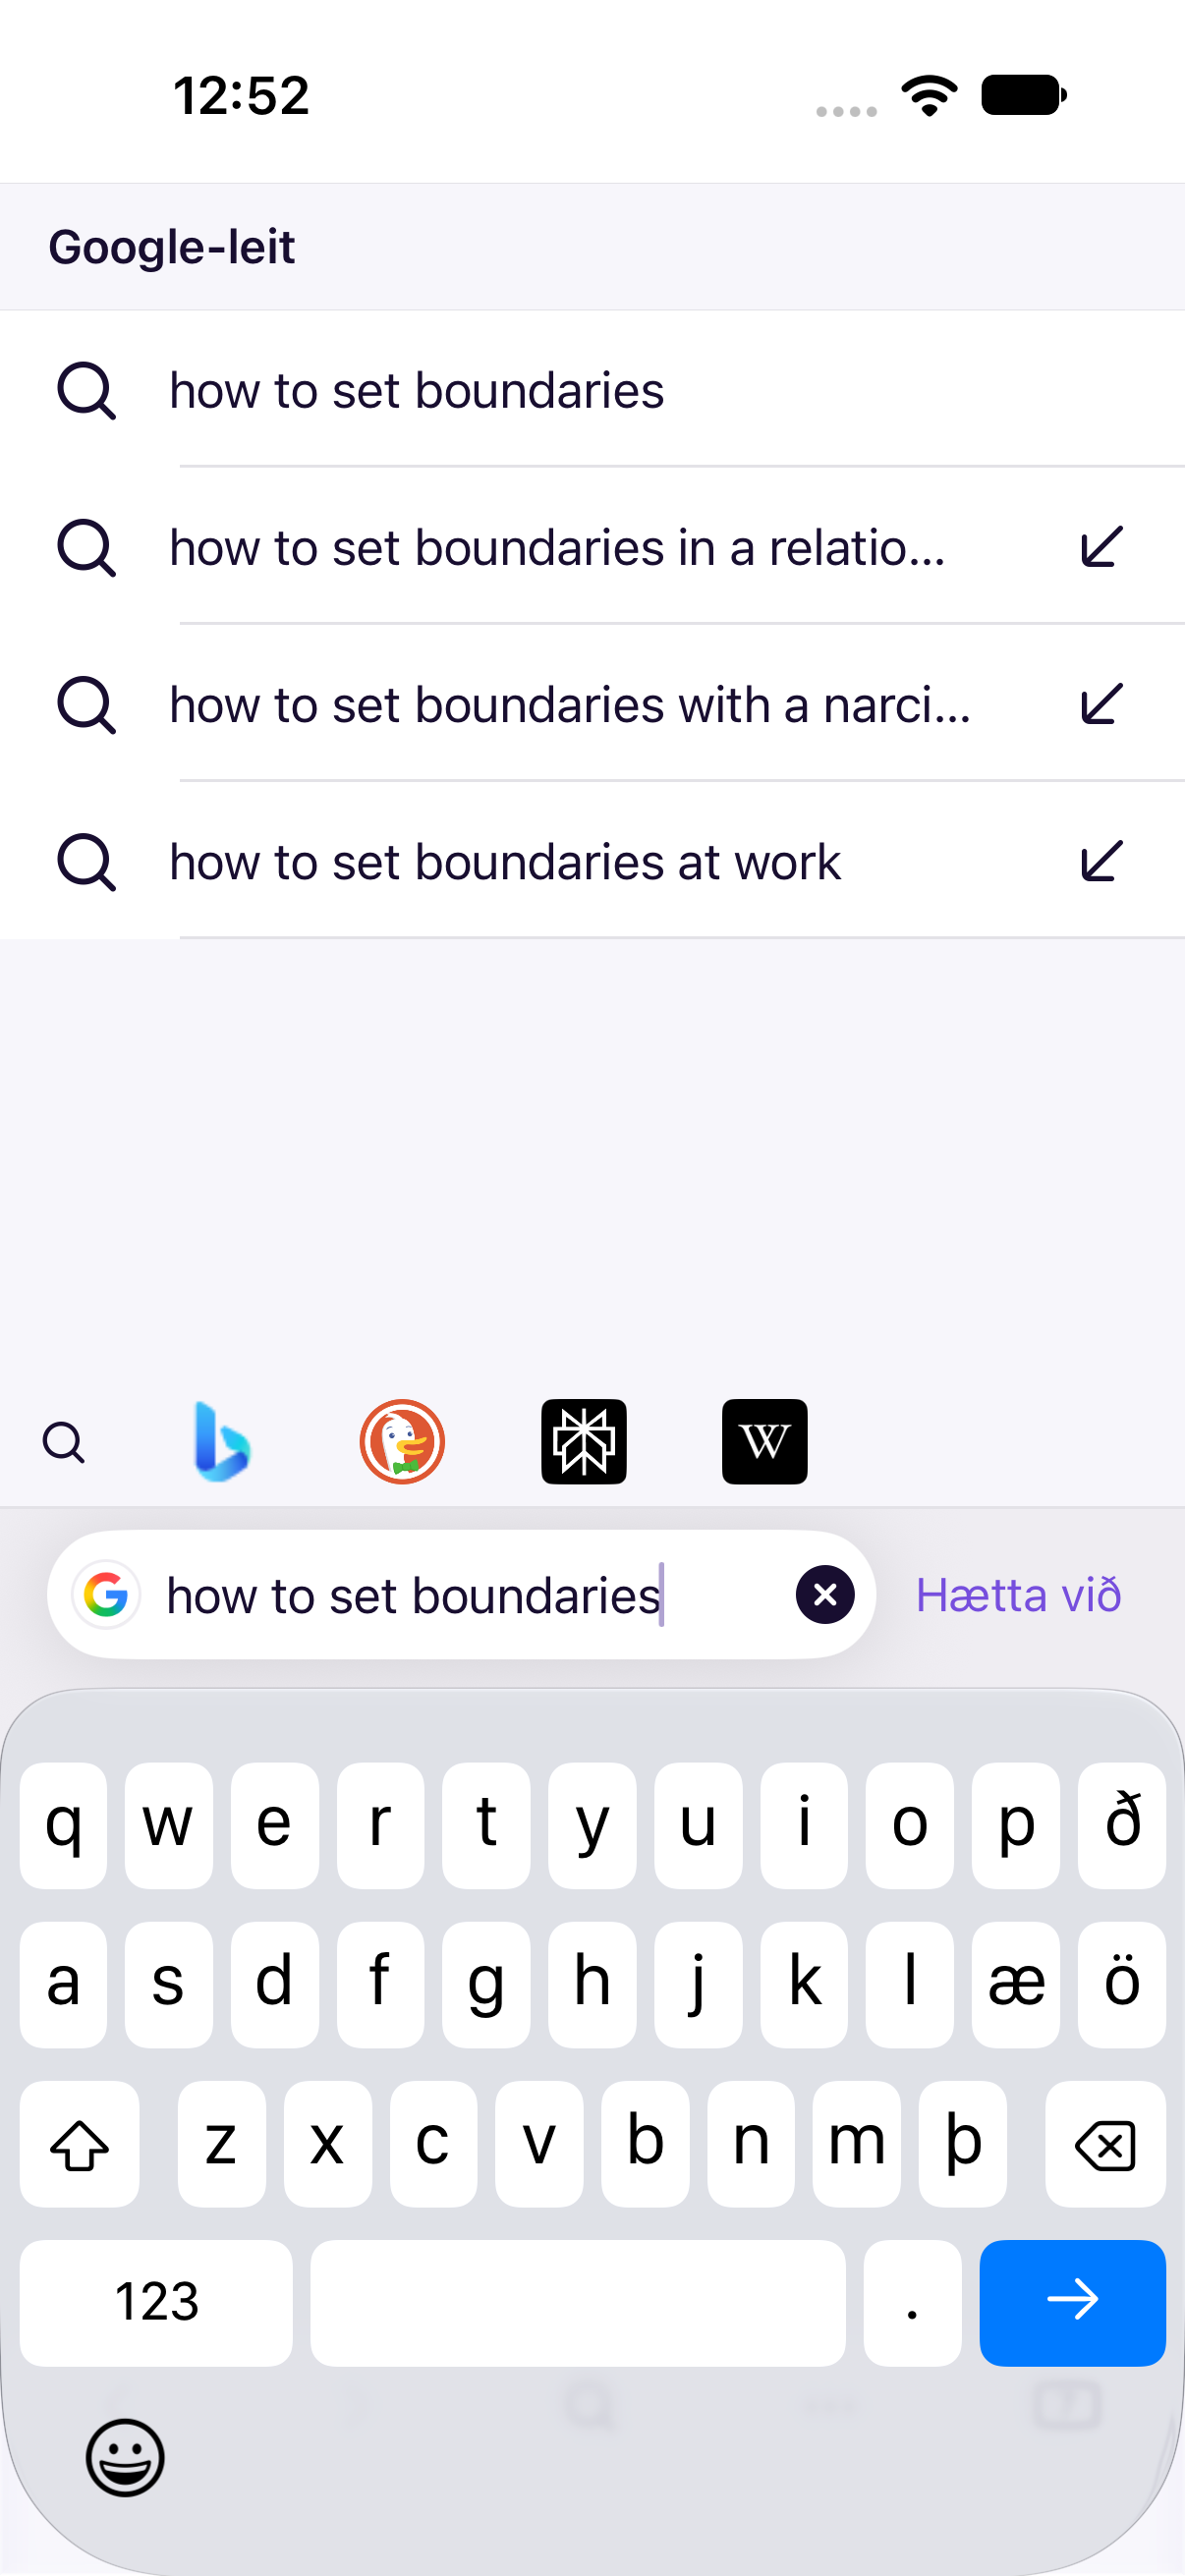 12:52
Google-leit
how to set boundaries
how to set boundaries in a relatio...
how to set boundaries with a narci...
how to set boundaries at work
W
how to set boundaries
Hætta við
q w e r t y u i o p ð
a s d f g h j k l æ ö
z x c v b n m þ
123 .